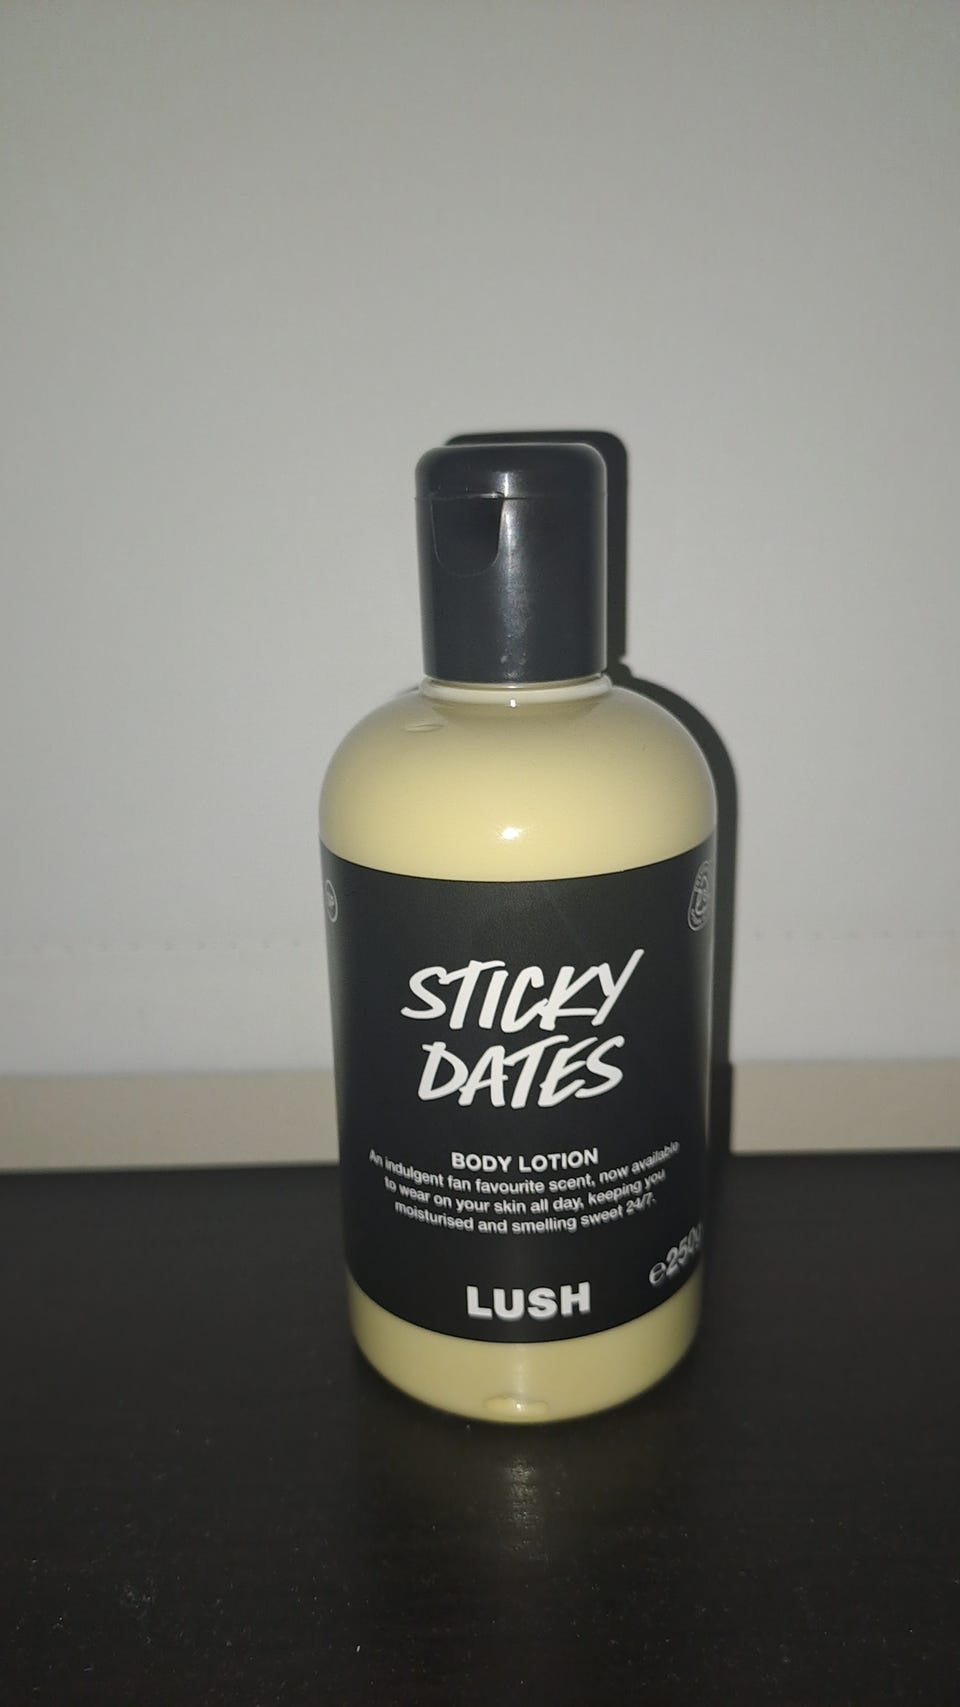 STICKY
DATES
BODY LOTION
An indulgent fan favourite scent, now available
to wear on your skin all day, keeping you
moisturised and smelling sweet 24/7.
℮250g
LUSH